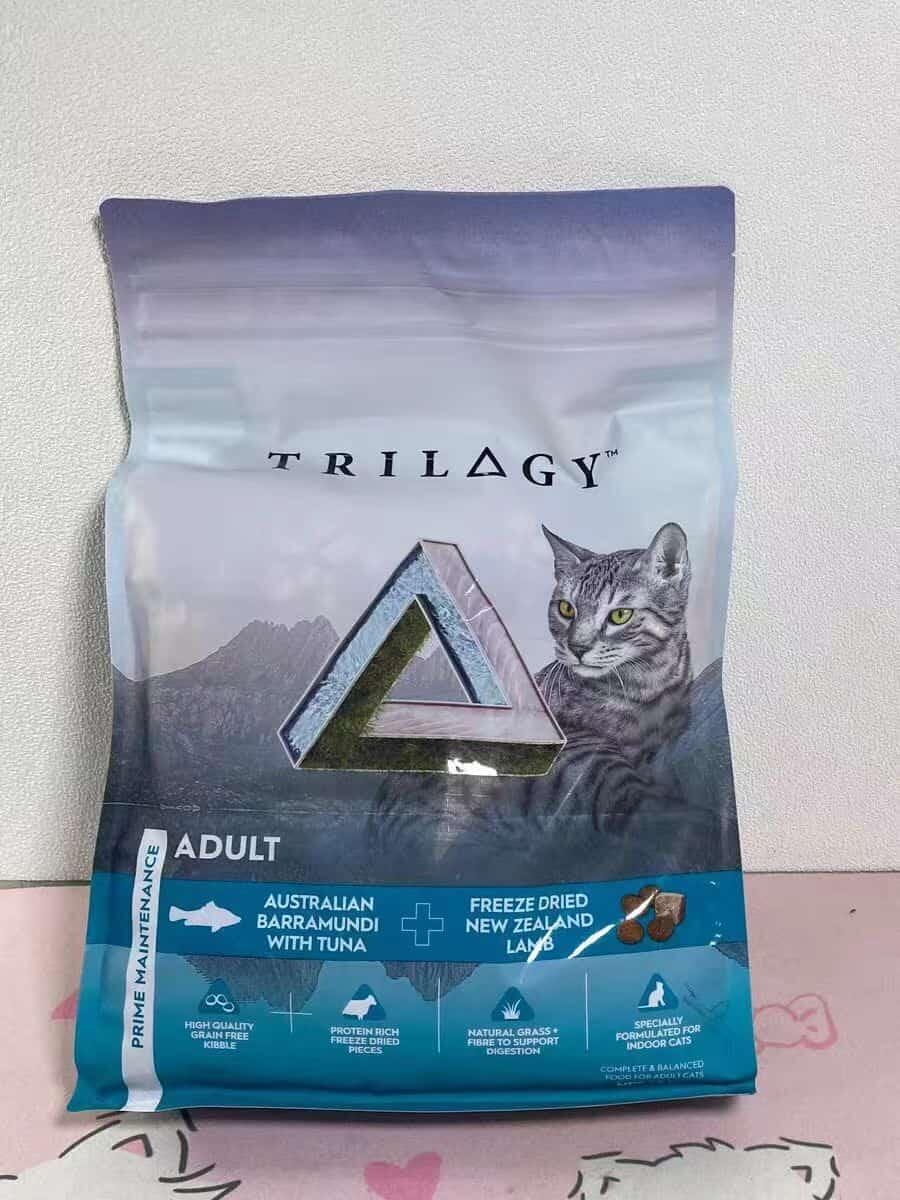 TRILAGY™
ADULT
PRIME MAINTENANCE
AUSTRALIAN
BARRAMUNDI
WITH TUNA
FREEZE DRIED
NEW ZEALAND
LAMB
HIGH QUALITY
GRAIN FREE
KIBBLE
PROTEIN RICH
FREEZE DRIED
PIECES
NATURAL GRASS +
FIBRE TO SUPPORT
DIGESTION
SPECIALLY
FORMULATED FOR
INDOOR CATS
COMPLETE & BALANCED
FOOD FOR ADULT CATS